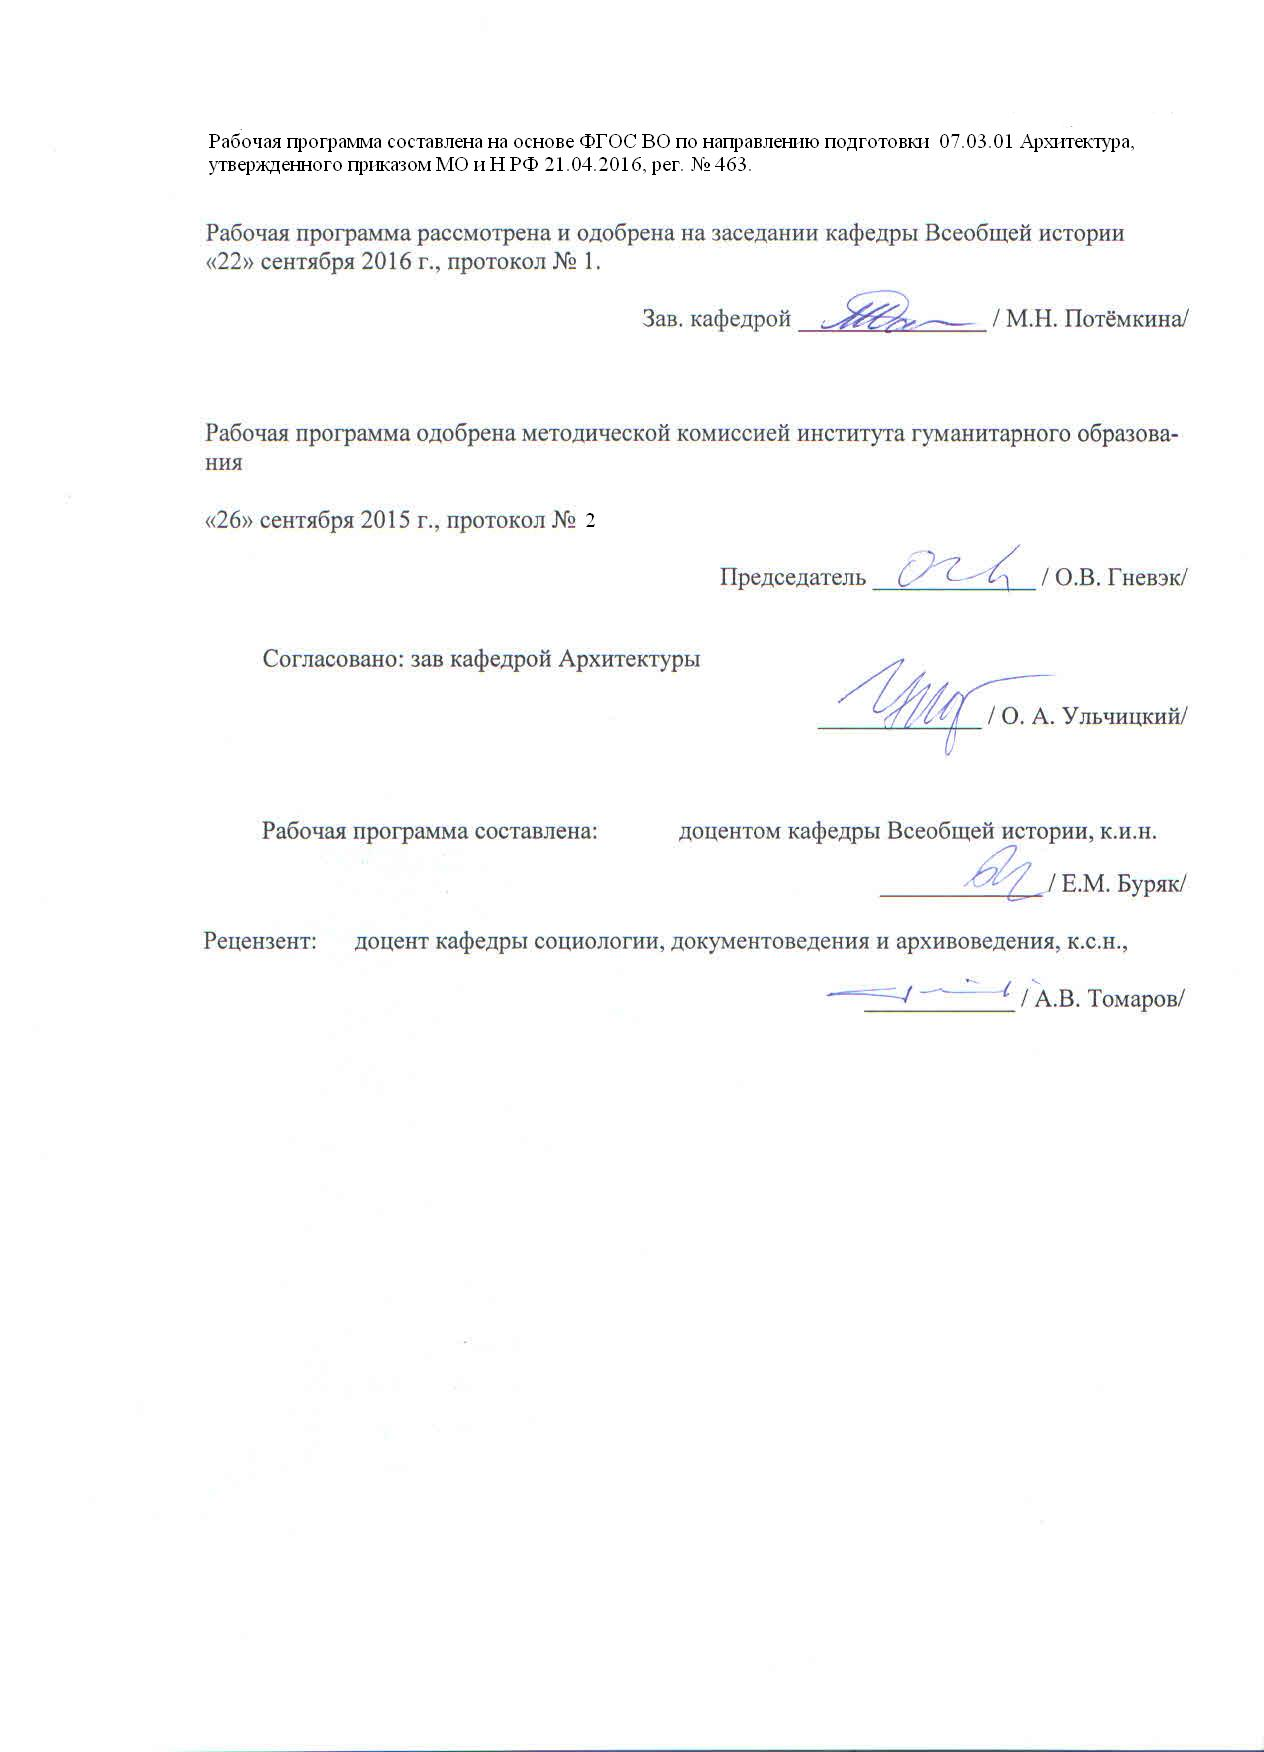 Рабочая программа составлена на основе ФГОС ВО по направлению подготовки 07.03.01 Архитектура,
утвержденного приказом МО и Н РФ 21.04.2016, рег. № 463.
Рабочая программа рассмотрена и одобрена на заседании кафедры Всеобщей истории
«22» сентября 2016 г., протокол № 1.
Зав. кафедрой / М.Н. Потёмкина/
Рабочая программа одобрена методической комиссией института гуманитарного образова-
ния
«26» сентября 2015 г., протокол № 2
Председатель / О.В. Гневэк/
Согласовано: зав кафедрой Архитектуры
/ О. А. Ульчицкий/
Рабочая программа составлена: доцентом кафедры Всеобщей истории, к.и.н.
/ Е.М. Буряк/
Рецензент: доцент кафедры социологии, документоведения и архивоведения, к.с.н.,
/ А.В. Томаров/